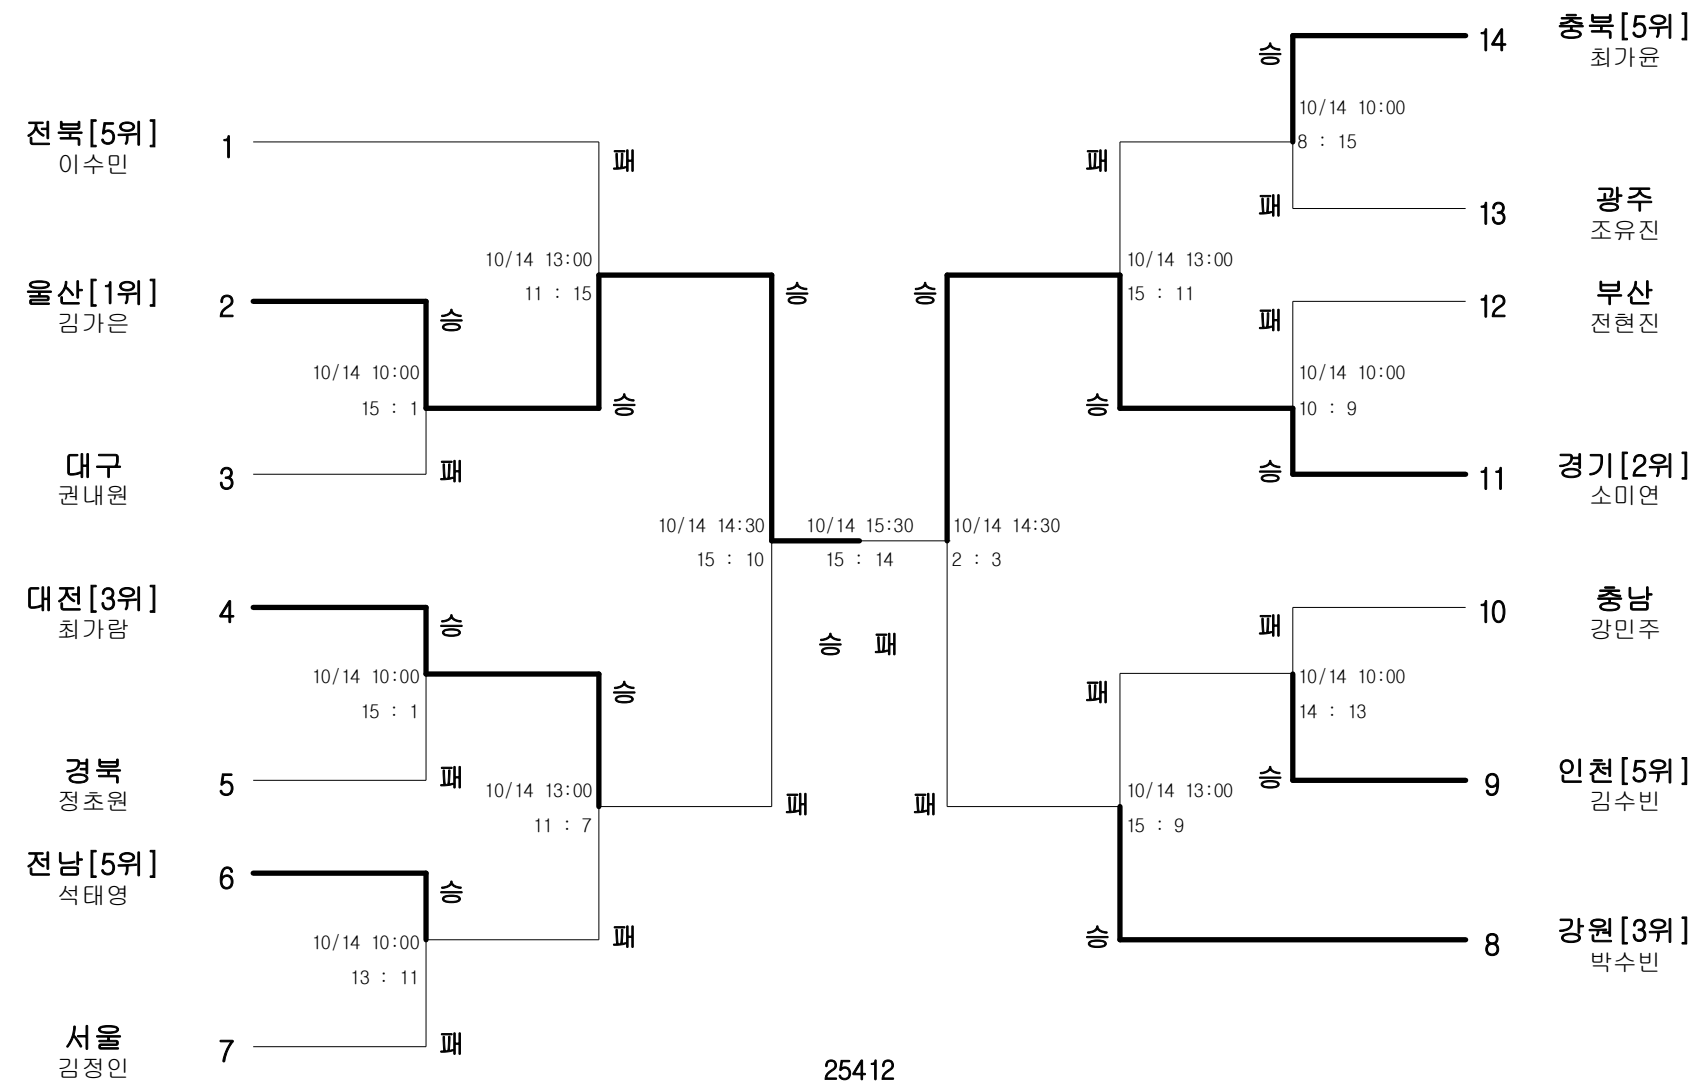 전북[5위]
이수민
1
울산[1위]
김가은
2
승
10/14 10:00
15 : 1
대구
권내원
3
패
대전[3위]
최가람
4
승
10/14 10:00
15 : 1
경북
정초원
5
패
전남[5위]
석태영
6
승
10/14 10:00
13 : 11
서울
김정인
7
패
패
10/14 13:00
11 : 15
승
승
10/14 13:00
11 : 7
패
승
10/14 14:30
15 : 10
패
10/14 15:30
15 : 14
승 패
승
10/14 14:30
2 : 3
패
패
10/14 13:00
15 : 11
승
패
10/14 13:00
15 : 9
승
승
10/14 10:00
8 : 15
패
14
충북[5위]
최가윤
13
광주
조유진
패
10/14 10:00
10 : 9
승
12
부산
전현진
11
경기[2위]
소미연
패
10/14 10:00
14 : 13
승
10
충남
강민주
9
인천[5위]
김수빈
8
강원[3위]
박수빈
25412